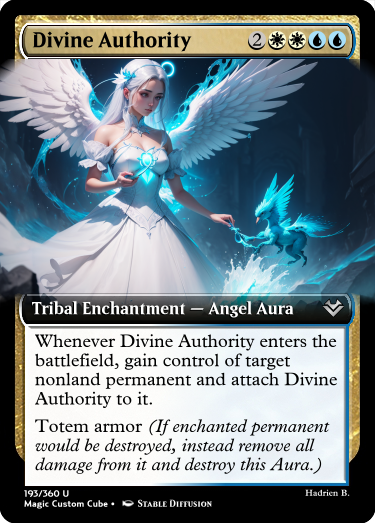 Divine Authority 2
Tribal Enchantment — Angel Aura
Whenever Divine Authority enters the
battlefield, gain control of target
nonland permanent and attach Divine
Authority to it.
Totem armor (If enchanted permanent
would be destroyed, instead remove all
damage from it and destroy this Aura.)
193/360 U Hadrien B.
Magic Custom Cube • Stable Diffusion